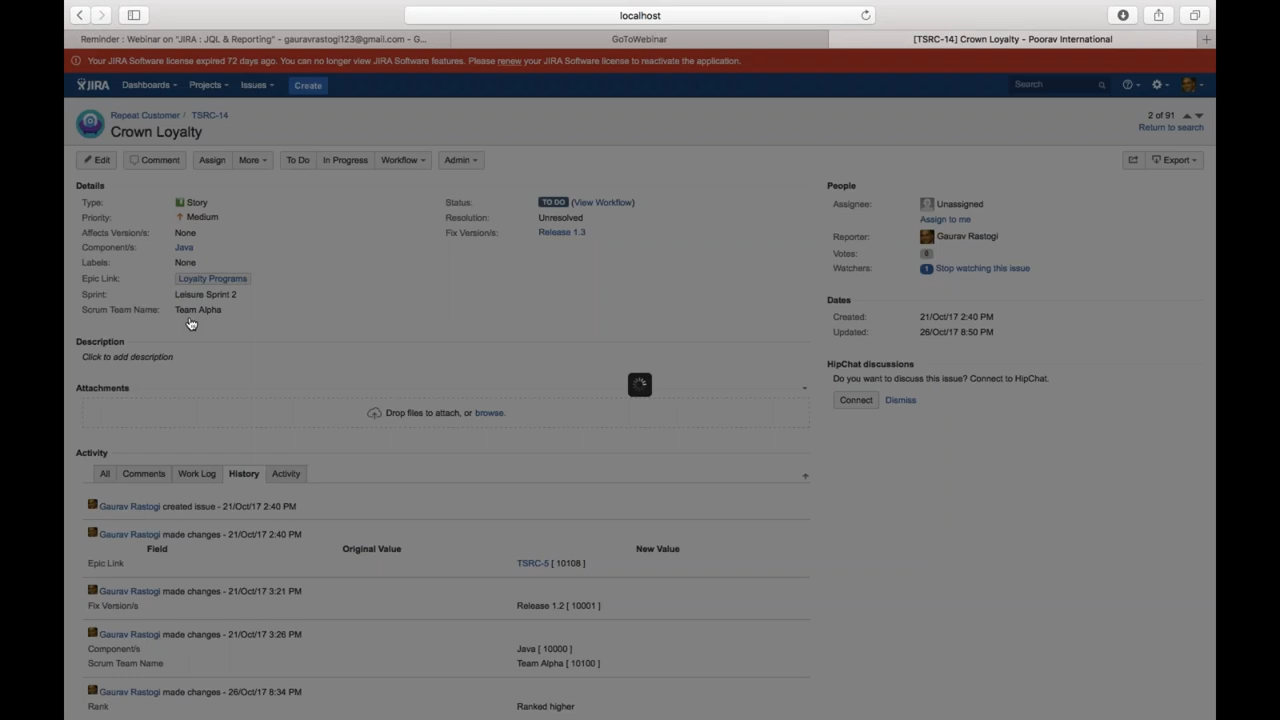 localhost
Reminder : Webinar on "JIRA : JQL & Reporting" - gauravrastogi123@gmail.com - G...
GoToWebinar
[TSRC-14] Crown Loyalty - Poorav International
Your JIRA Software license expired 72 days ago. You can no longer view JIRA Software features. Please renew your JIRA Software license to reactivate the application.
JIRA Dashboards Projects Issues Create Search
Repeat Customer / TSRC-14
Crown Loyalty
2 of 91
Return to search
Edit Comment Assign More To Do In Progress Workflow Admin Export
Details
Type: Story
Priority: Medium
Affects Version/s: None
Component/s: Java
Labels: None
Epic Link: Loyalty Programs
Sprint: Leisure Sprint 2
Scrum Team Name: Team Alpha
Status: TO DO (View Workflow)
Resolution: Unresolved
Fix Version/s: Release 1.3
People
Assignee: Unassigned
Assign to me
Reporter: Gaurav Rastogi
Votes: 0
Watchers: 1 Stop watching this issue
Dates
Created: 21/Oct/17 2:40 PM
Updated: 26/Oct/17 8:50 PM
HipChat discussions
Do you want to discuss this issue? Connect to HipChat.
Connect Dismiss
Description
Click to add description
Attachments
Drop files to attach, or browse.
Activity
All Comments Work Log History Activity
Gaurav Rastogi created issue - 21/Oct/17 2:40 PM
Gaurav Rastogi made changes - 21/Oct/17 2:40 PM
Field Original Value New Value
Epic Link TSRC-5 [ 10108 ]
Gaurav Rastogi made changes - 21/Oct/17 3:21 PM
Fix Version/s Release 1.2 [ 10001 ]
Gaurav Rastogi made changes - 21/Oct/17 3:26 PM
Component/s Java [ 10000 ]
Scrum Team Name Team Alpha [ 10100 ]
Gaurav Rastogi made changes - 26/Oct/17 8:34 PM
Rank Ranked higher